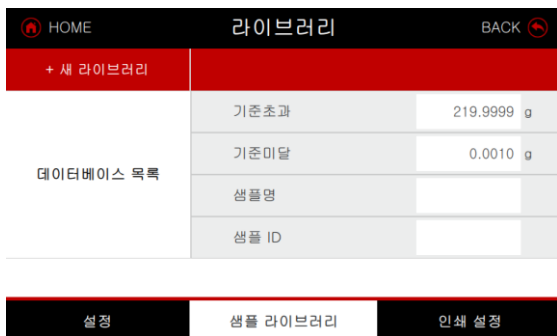 HOME 라이브러리 BACK
+ 새 라이브러리
기준초과 219.9999 g
기준미달 0.0010 g
데이터베이스 목록
샘플명
샘플 ID
설정 샘플 라이브러리 인쇄 설정